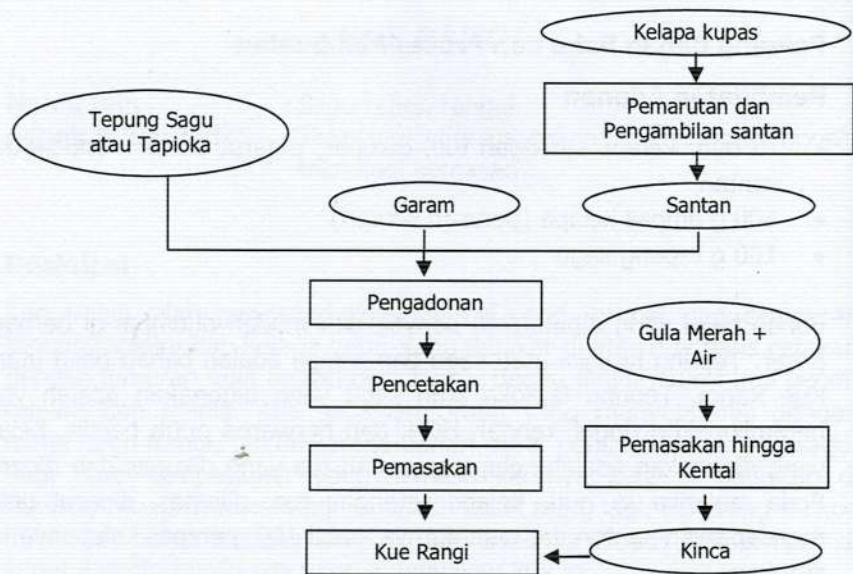 Kelapa kupas
Pemarutan dan
Pengambilan santan
Tepung Sagu
atau Tapioka
Garam
Santan
Pengadonan
Gula Merah +
Air
Pencetakan
Pemasakan
Pemasakan hingga
Kental
Kue Rangi
Kinca